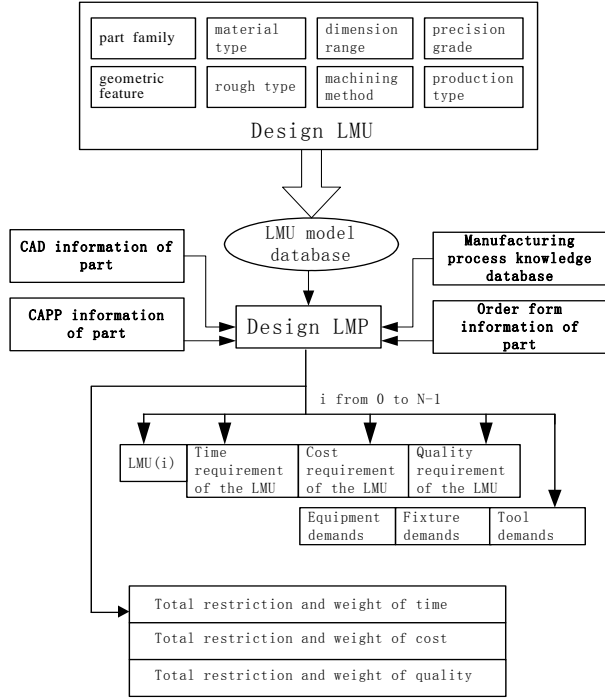 part family
material
type
dimension
range
precision
grade
geometric
feature
rough type
machining
method
production
type
Design LMU
LMU model
database
CAD information of
part
Manufacturing
process knowledge
database
CAPP information
of part
Design LMP
Order form
information of
part
i from 0 to N-1
LMU(i)
Time
requirement
of the LMU
Cost
requirement
of the LMU
Quality
requirement
of the LMU
Equipment
demands
Fixture
demands
Tool
demands
Total restriction and weight of time
Total restriction and weight of cost
Total restriction and weight of quality